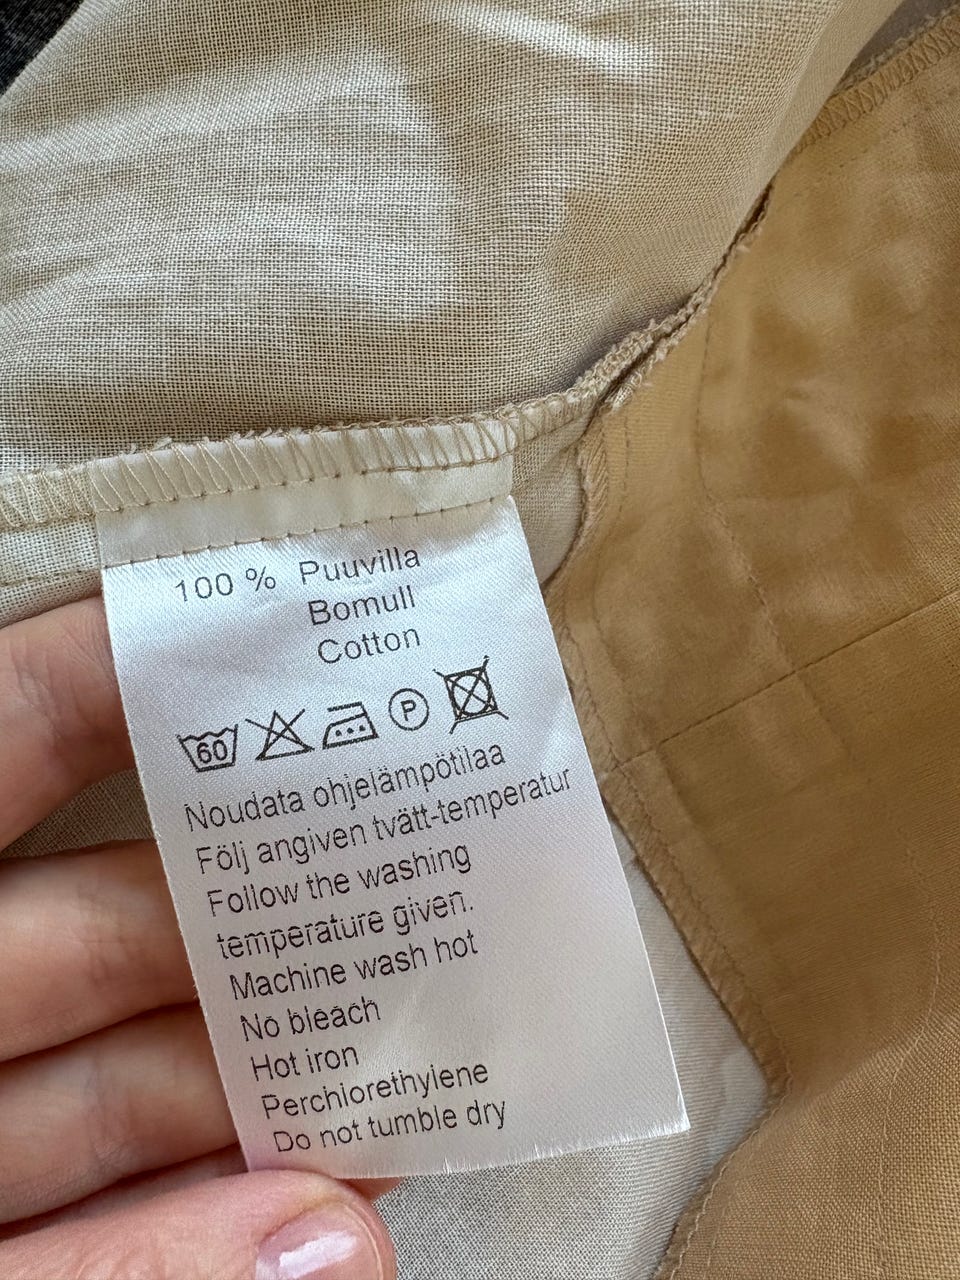 100 % Puuvilla
Bomull
Cotton
60 P
Noudata ohjelämpötilaa
Följ angiven tvätt-temperatur
Follow the washing
temperature given.
Machine wash hot
No bleach
Hot iron
Perchiorethylene
Do not tumble dry